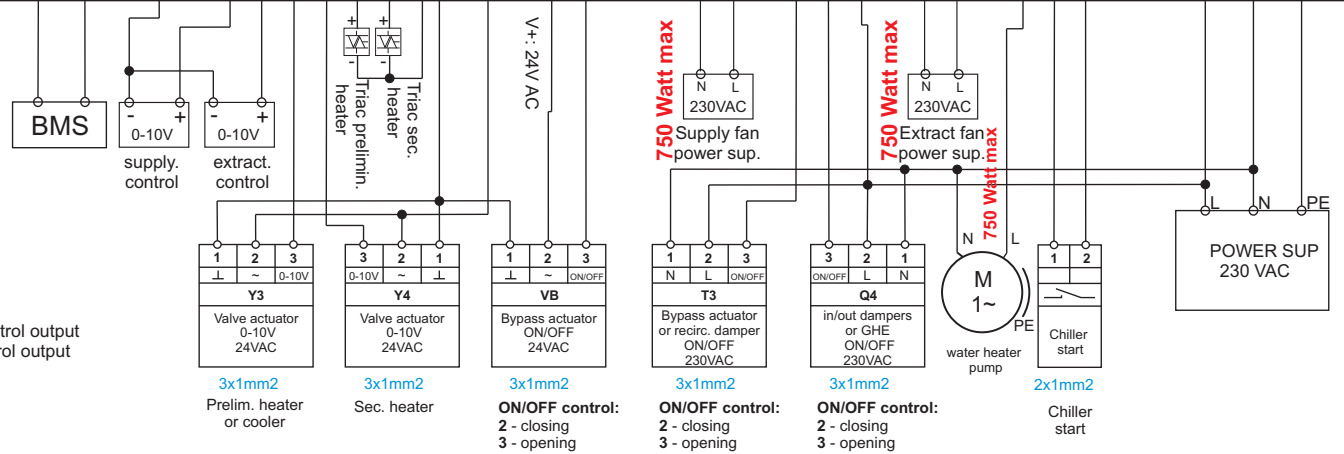 V+: 24V AC
+
-
+
-
Triac prelimin.
heater
Triac sec.
heater
750 Watt max
N L
230VAC
Supply fan
power sup.
750 Watt max
N L
230VAC
Extract fan
power sup.
750 Watt max
BMS
- +
0-10V
supply.
control
- +
0-10V
extract.
control
L N PE
POWER SUP
230 VAC
trol output
rol output
1 2 3
⊥ ~ 0-10V
Y3
Valve actuator
0-10V
24VAC
3x1mm2
Prelim. heater
or cooler
3 2 1
0-10V ~ ⊥
Y4
Valve actuator
0-10V
24VAC
3x1mm2
Sec. heater
1 2 3
⊥ ~ ON/OFF
VB
Bypass actuator
ON/OFF
24VAC
3x1mm2
ON/OFF control:
2 - closing
3 - opening
1 2 3
N L ON/OFF
T3
Bypass actuator
or recirc. damper
ON/OFF
230VAC
3x1mm2
ON/OFF control:
2 - closing
3 - opening
3 2 1
ON/OFF L N
Q4
in/out dampers
or GHE
ON/OFF
230VAC
3x1mm2
ON/OFF control:
2 - closing
3 - opening
N L
M
1~
PE
water heater
pump
1 2
Chiller
start
2x1mm2
Chiller
start